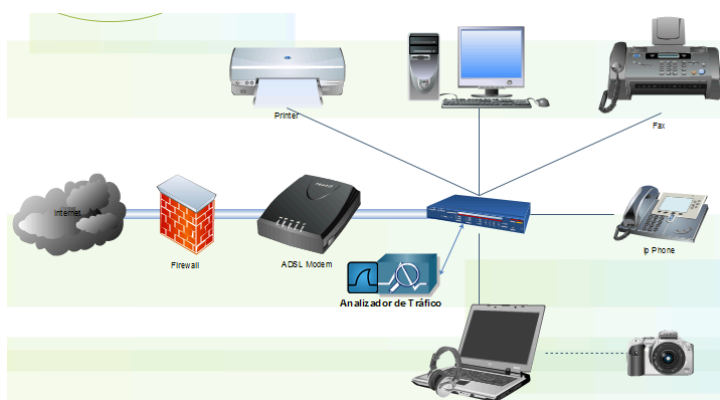 Printer
Fax
Internet
Firewall
ADSL Modem
Ip Phone
Analizador de Tráfico